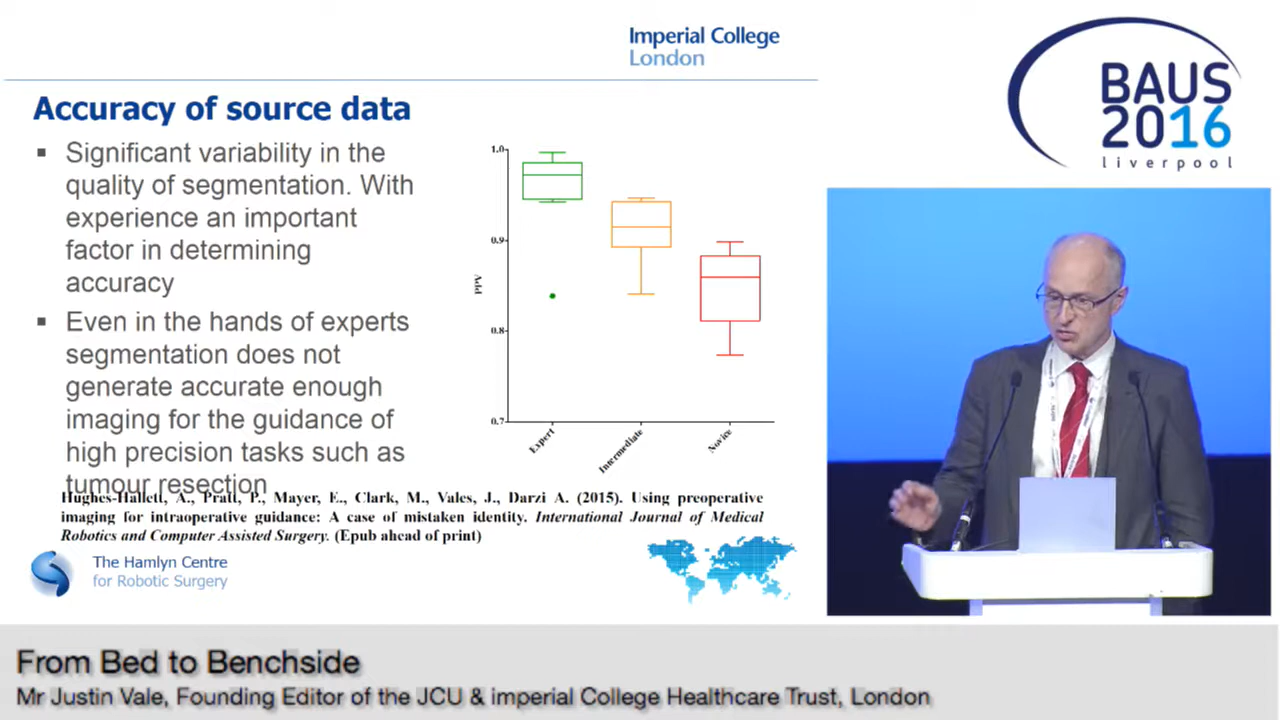 Imperial College
London
BAUS
2016
liverpool
Accuracy of source data
▪ Significant variability in the
quality of segmentation. With
experience an important
factor in determining
accuracy
▪ Even in the hands of experts
segmentation does not
generate accurate enough
imaging for the guidance of
high precision tasks such as
tumour resection
1.0
0.9
0.8
0.7
PPV
Expert
Intermediate
Novice
Hughes-Hallett, A., Pratt, P., Mayer, E., Clark, M., Vales, J., Darzi A. (2015). Using preoperative
imaging for intraoperative guidance: A case of mistaken identity. International Journal of Medical
Robotics and Computer Assisted Surgery. (Epub ahead of print)
The Hamlyn Centre
for Robotic Surgery
From Bed to Benchside
Mr Justin Vale, Founding Editor of the JCU & imperial College Healthcare Trust, London